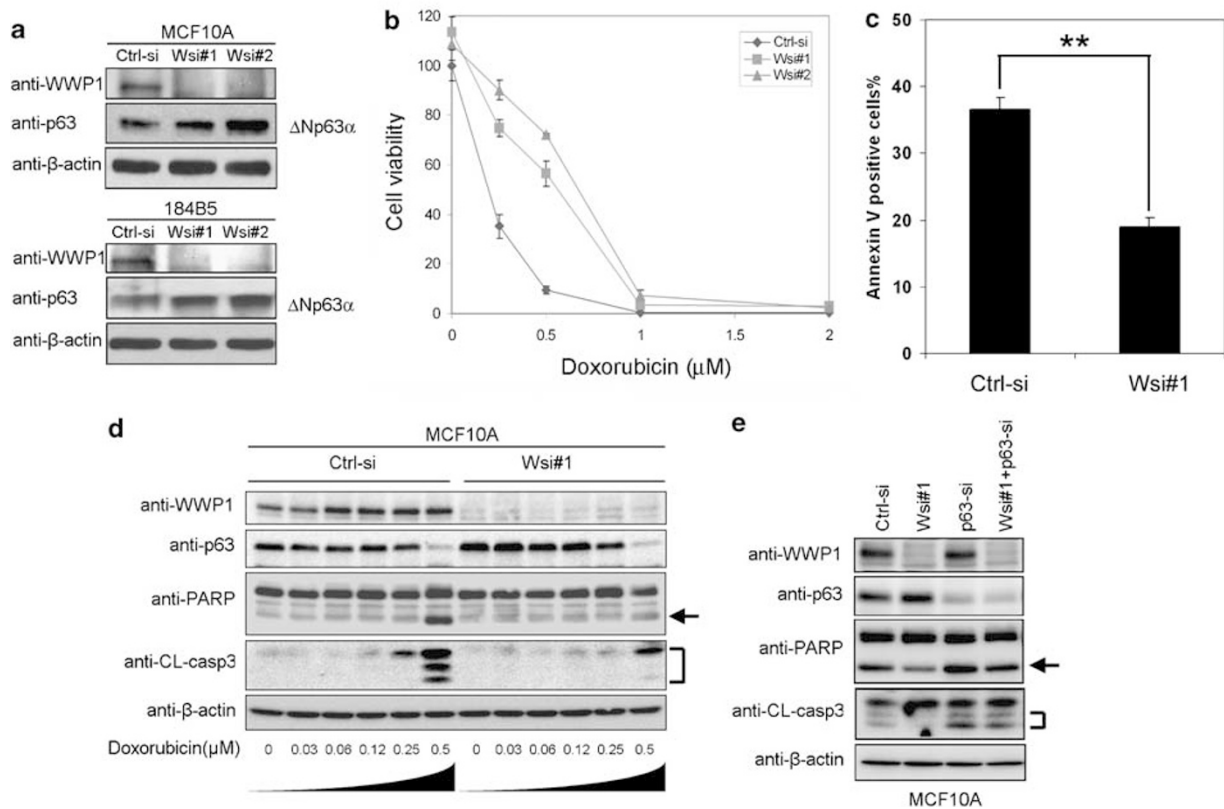 a
MCF10A
Ctrl-si Wsi#1 Wsi#2
anti-WWP1
anti-p63
ΔNp63α
anti-β-actin
184B5
Ctrl-si Wsi#1 Wsi#2
anti-WWP1
anti-p63
ΔNp63α
anti-β-actin
b
120
100
80
60
40
20
0
Cell viability
Ctrl-si
Wsi#1
Wsi#2
0 0.5 1 1.5 2
Doxorubicin (μM)
c
50
40
30
20
10
0
Annexin V positive cells%
**
Ctrl-si Wsi#1
d
MCF10A
Ctrl-si Wsi#1
anti-WWP1
anti-p63
anti-PARP
anti-CL-casp3
anti-β-actin
Doxorubicin(μM) 0 0.03 0.06 0.12 0.25 0.5 0 0.03 0.06 0.12 0.25 0.5
e
Ctrl-si
Wsi#1
p63-si
Wsi#1+p63-si
anti-WWP1
anti-p63
anti-PARP
anti-CL-casp3
anti-β-actin
MCF10A